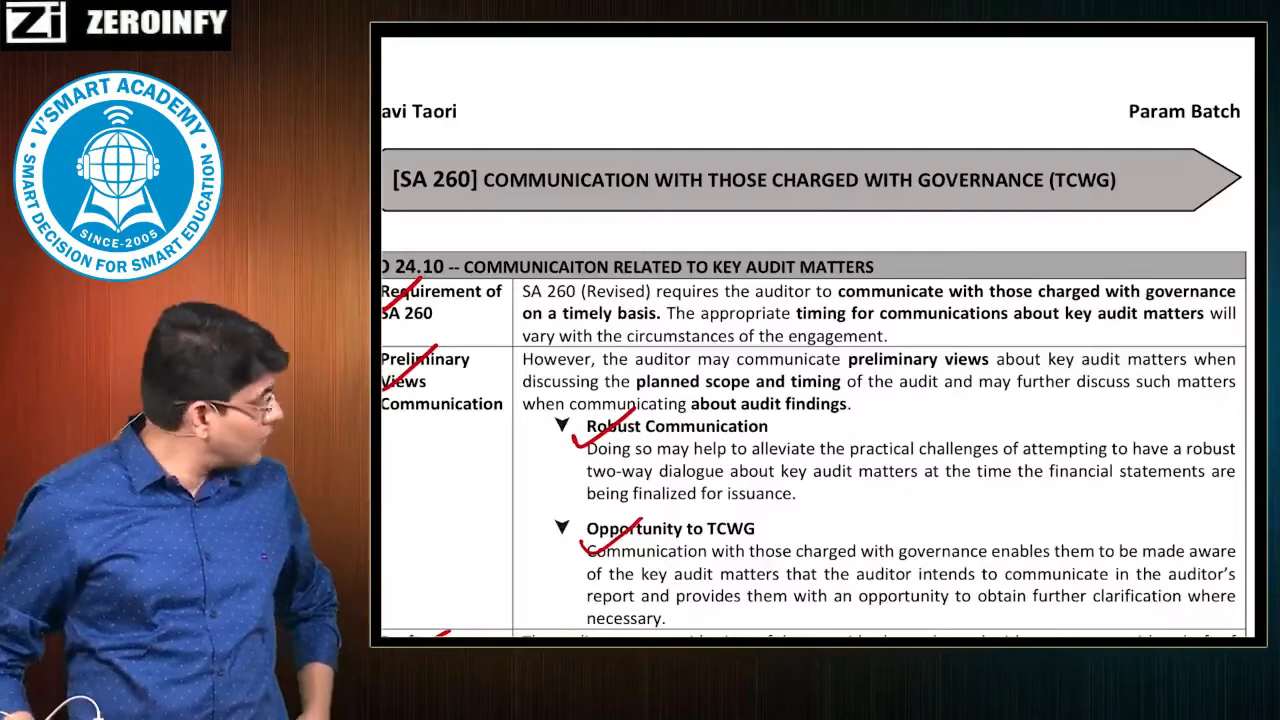 Zi ZEROINFY
V'SMART ACADEMY
SINCE-2005
SMART DECISION FOR SMART EDUCATION
avi Taori
Param Batch
[SA 260] COMMUNICATION WITH THOSE CHARGED WITH GOVERNANCE (TCWG)
24.10 -- COMMUNICAITON RELATED TO KEY AUDIT MATTERS
Requirement of
SA 260
SA 260 (Revised) requires the auditor to communicate with those charged with governance
on a timely basis. The appropriate timing for communications about key audit matters will
vary with the circumstances of the engagement.
Preliminary
Views
Communication
However, the auditor may communicate preliminary views about key audit matters when
discussing the planned scope and timing of the audit and may further discuss such matters
when communicating about audit findings.
Robust Communication
Doing so may help to alleviate the practical challenges of attempting to have a robust
two-way dialogue about key audit matters at the time the financial statements are
being finalized for issuance.
Opportunity to TCWG
Communication with those charged with governance enables them to be made aware
of the key audit matters that the auditor intends to communicate in the auditor's
report and provides them with an opportunity to obtain further clarification where
necessary.